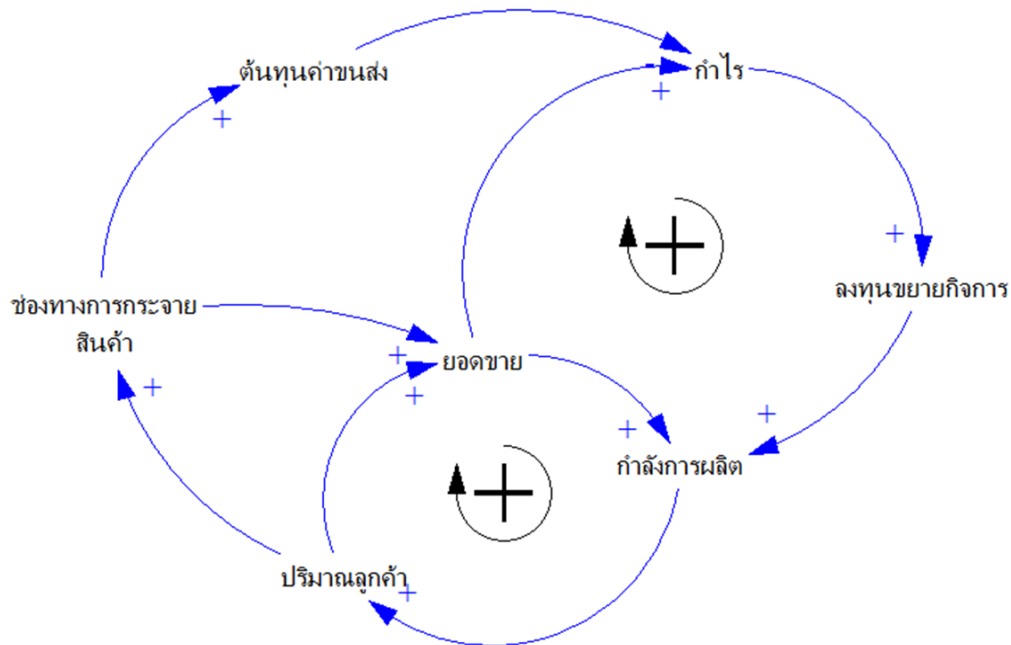 ต้นทุนค่าขนส่ง
กำไร
+
+
+
ลงทุนขยายกิจการ
ช่องทางการกระจาย
สินค้า
+
ยอดขาย
+
+
+
+
กำลังการผลิต
ปริมาณลูกค้า
+